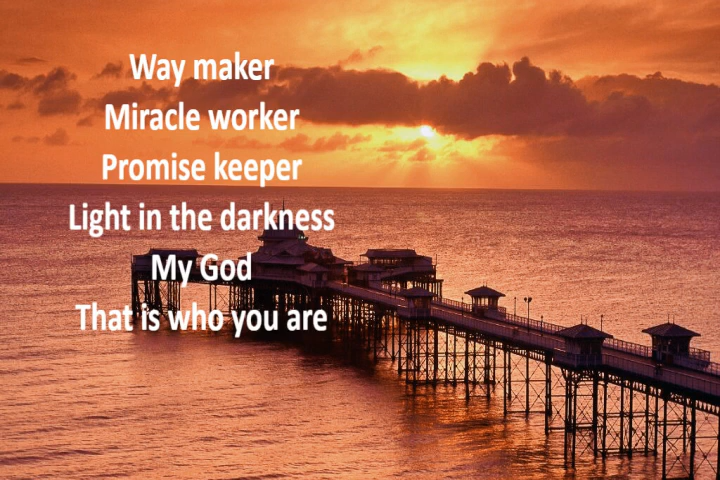 Way maker
Miracle worker
Promise keeper
Light in the darkness
My God
That is who you are